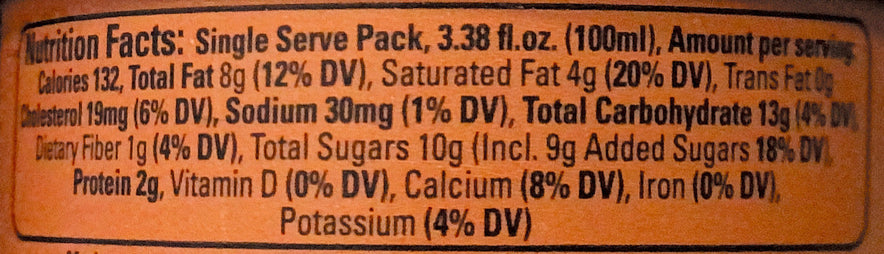 Nutrition Facts: Single Serve Pack, 3.38 fl.oz. (100ml), Amount per serving
Calories 132, Total Fat 8g (12% DV), Saturated Fat 4g (20% DV), Trans Fat 0g
Cholesterol 19mg (6% DV), Sodium 30mg (1% DV), Total Carbohydrate 13g (4% DV)
Dietary Fiber 1g (4% DV), Total Sugars 10g (Incl. 9g Added Sugars 18% DV)
Protein 2g, Vitamin D (0% DV), Calcium (8% DV), Iron (0% DV),
Potassium (4% DV)